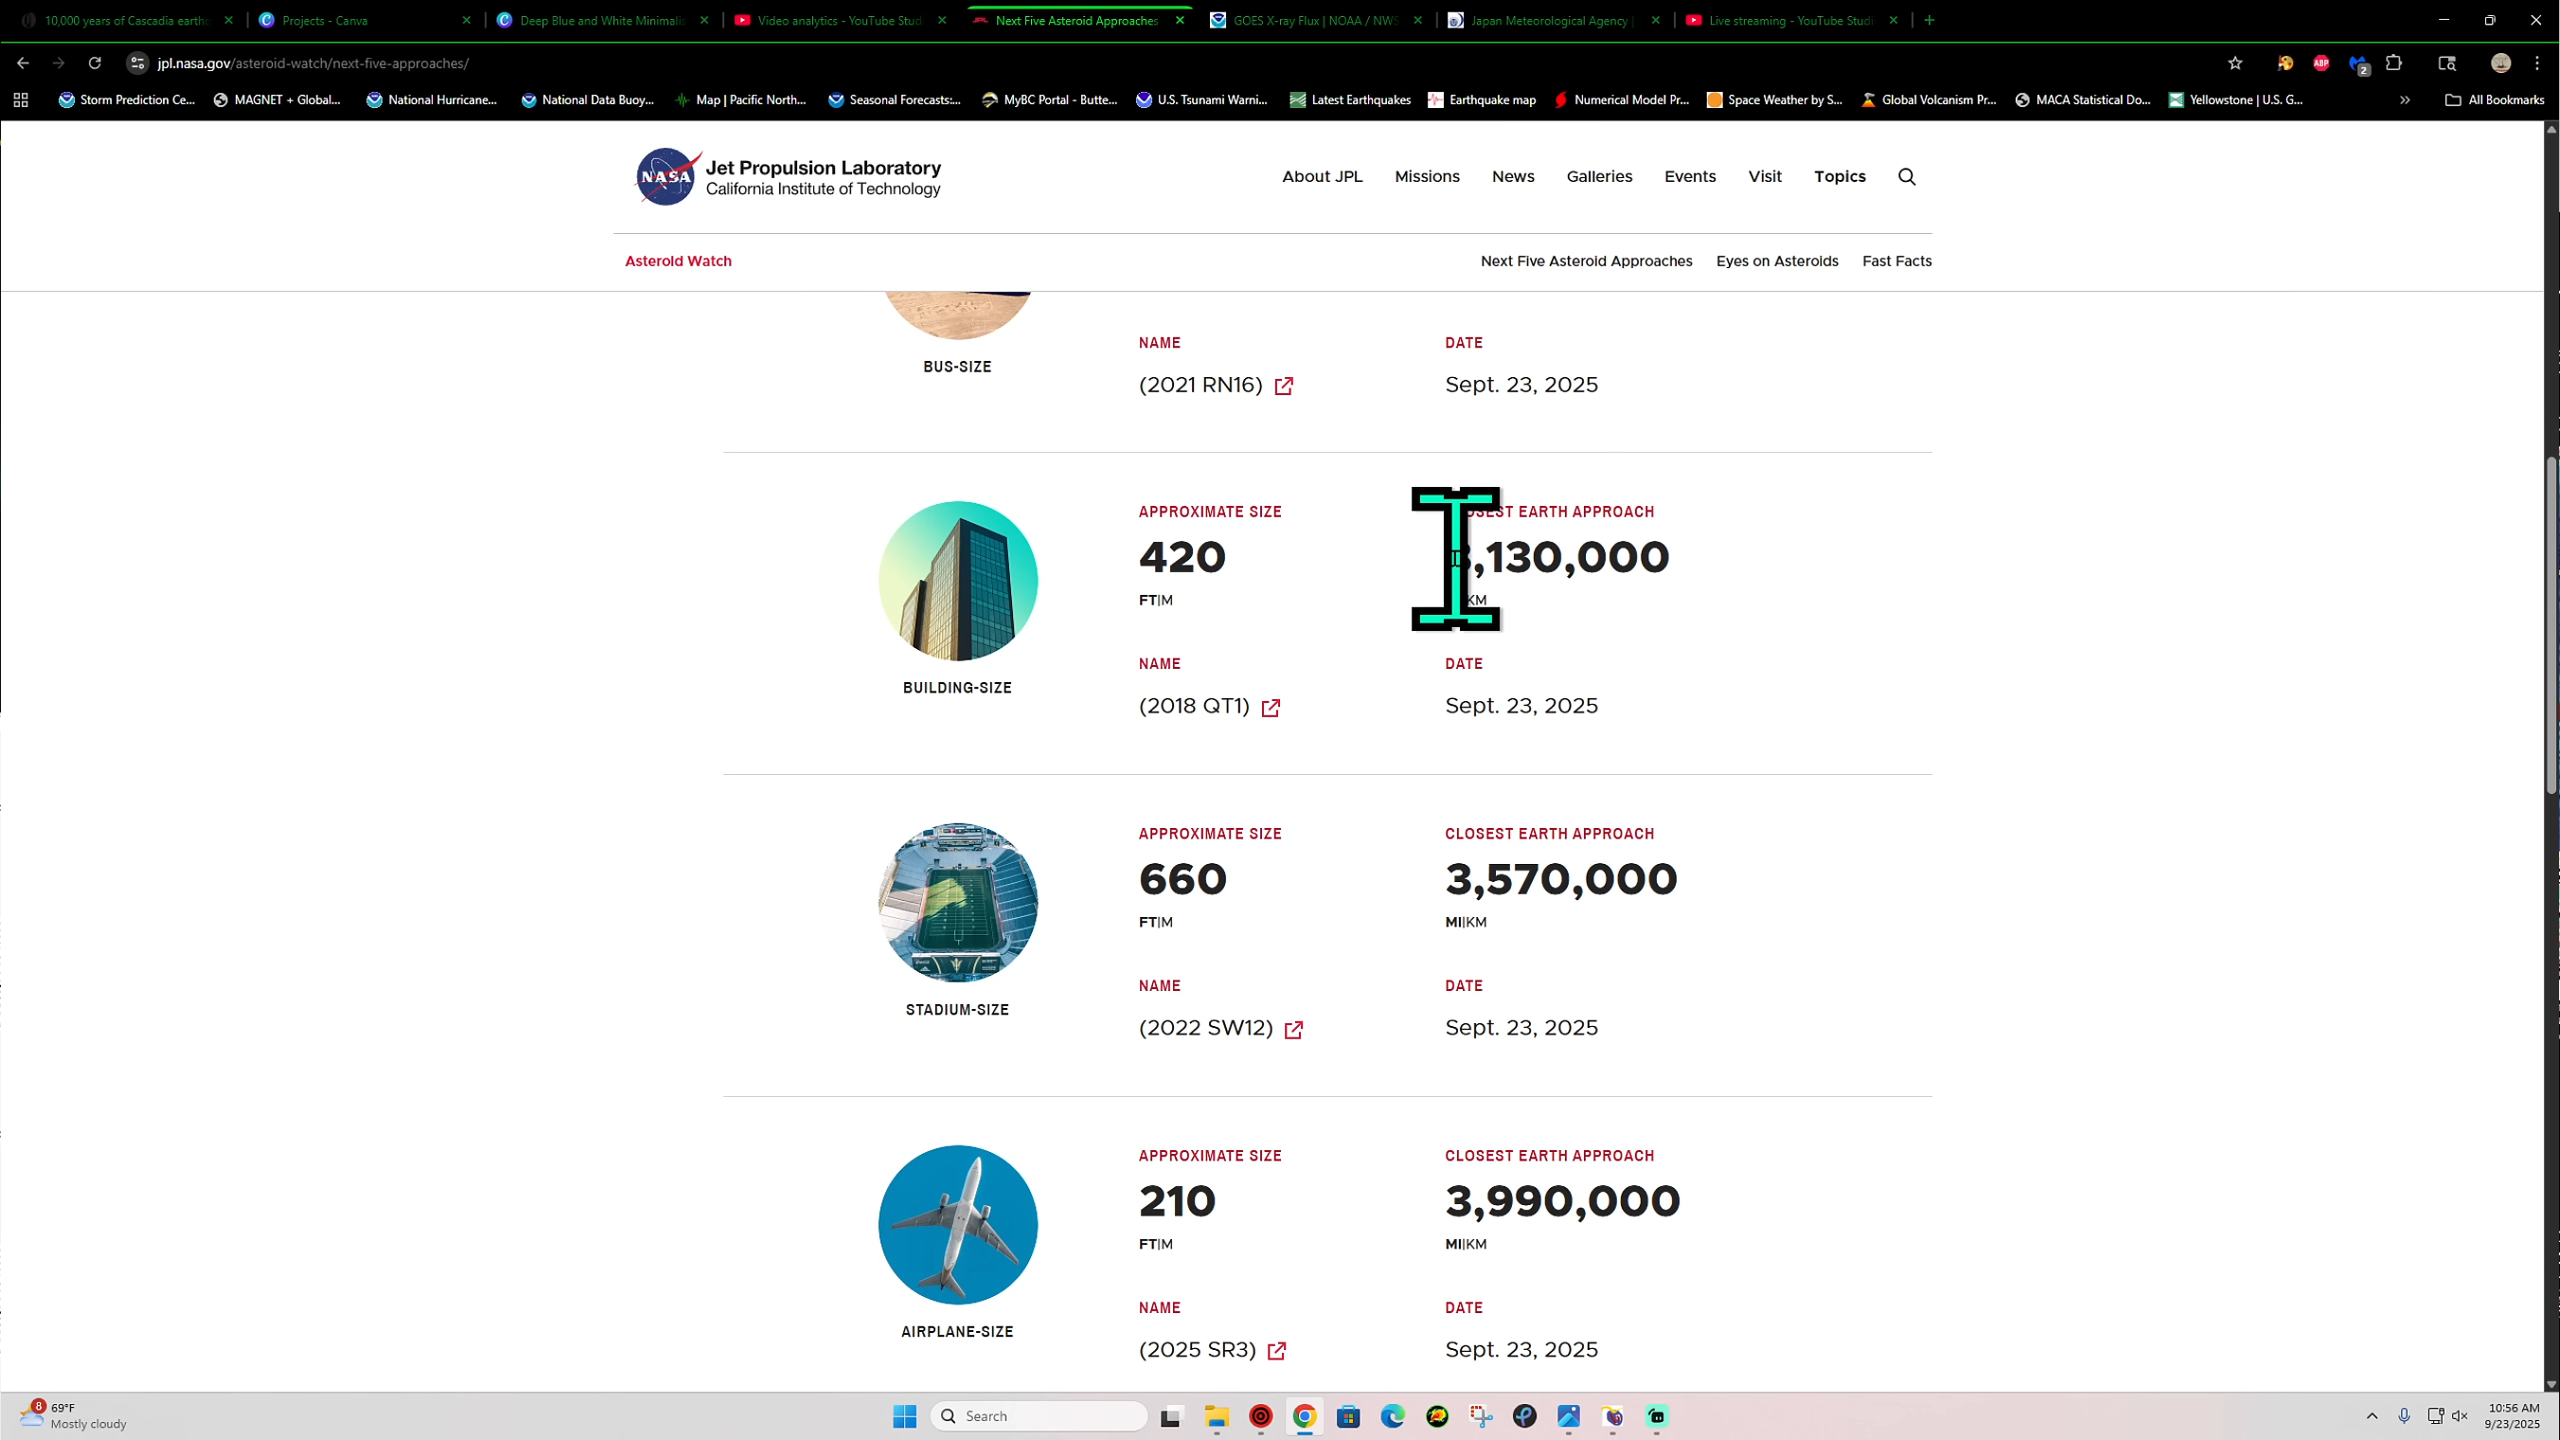 10,000 years of Cascadia earth
Projects - Canva
Deep Blue and White Minimalis
Video analytics - YouTube Stud
Next Five Asteroid Approaches
GOES X-ray Flux | NOAA / NWS
Japan Meteorological Agency |
Live streaming - YouTube Studi
jpl.nasa.gov/asteroid-watch/next-five-approaches/
ABP
2
Storm Prediction Ce...
MAGNET + Global...
National Hurricane...
National Data Buoy...
Map | Pacific North...
Seasonal Forecasts:...
MyBC Portal - Butte...
U.S. Tsunami Warni...
Latest Earthquakes
Earthquake map
Numerical Model Pr...
Space Weather by S...
Global Volcanism Pr...
MACA Statistical Do...
Yellowstone | U.S. G...
All Bookmarks
NASA
Jet Propulsion Laboratory
California Institute of Technology
About JPL
Missions
News
Galleries
Events
Visit
Topics
Asteroid Watch
Next Five Asteroid Approaches
Eyes on Asteroids
Fast Facts
BUS-SIZE
NAME
DATE
(2021 RN16)
Sept. 23, 2025
BUILDING-SIZE
APPROXIMATE SIZE
EARTH APPROACH
420
,130,000
FT|M
KM
NAME
DATE
(2018 QT1)
Sept. 23, 2025
STADIUM-SIZE
APPROXIMATE SIZE
CLOSEST EARTH APPROACH
660
3,570,000
FT|M
MI|KM
NAME
DATE
(2022 SW12)
Sept. 23, 2025
AIRPLANE-SIZE
APPROXIMATE SIZE
CLOSEST EARTH APPROACH
210
3,990,000
FT|M
MI|KM
NAME
DATE
(2025 SR3)
Sept. 23, 2025
8
69°F
Mostly cloudy
Search
10:56 AM
9/23/2025